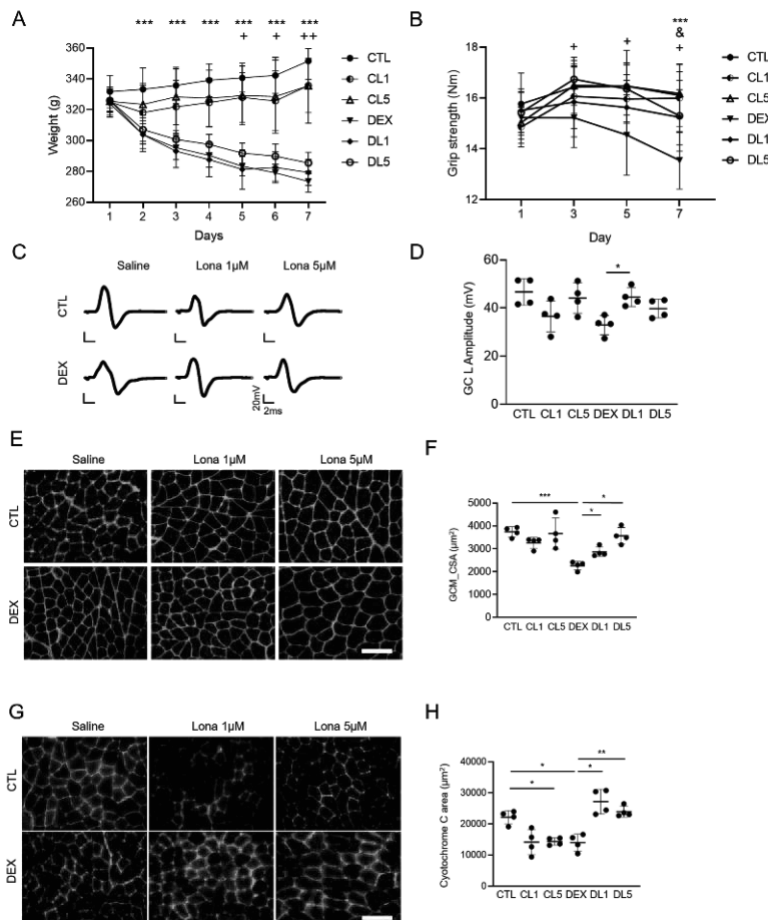 A
*** *** *** *** *** ***
+ + ++
360
340
320
300
280
260
Weight (g)
1 2 3 4 5 6 7
Days
CTL
CL1
CL5
DEX
DL1
DL5
B
***
&
+ + +
18
16
14
12
Grip strength (Nm)
1 3 5 7
Day
CTL
CL1
CL5
DEX
DL1
DL5
C
Saline Lona 1μM Lona 5μM
CTL
DEX
20mV
2ms
D
*
60
40
20
0
GC L Amplitude (mV)
CTL CL1 CL5 DEX DL1 DL5
E
Saline Lona 1μM Lona 5μM
CTL
DEX
F
*** *
*
5000
4000
3000
2000
1000
0
GCM_CSA (μm²)
CTL CL1 CL5 DEX DL1 DL5
G
Saline Lona 1μM Lona 5μM
CTL
DEX
H
**
* *
*
40000
30000
20000
10000
0
Cyotochrome C area (μm²)
CTL CL1 CL5 DEX DL1 DL5